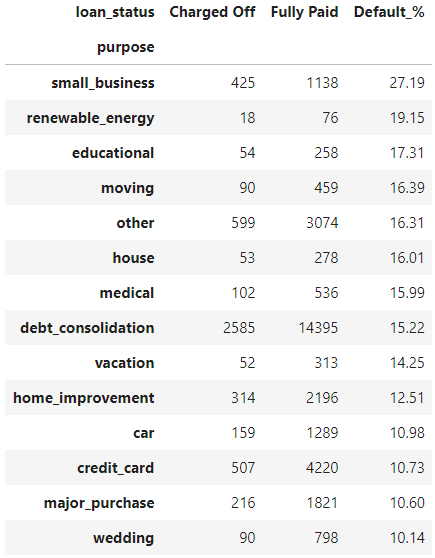 loan_status Charged Off Fully Paid Default_%
purpose
small_business 425 1138 27.19
renewable_energy 18 76 19.15
educational 54 258 17.31
moving 90 459 16.39
other 599 3074 16.31
house 53 278 16.01
medical 102 536 15.99
debt_consolidation 2585 14395 15.22
vacation 52 313 14.25
home_improvement 314 2196 12.51
car 159 1289 10.98
credit_card 507 4220 10.73
major_purchase 216 1821 10.60
wedding 90 798 10.14